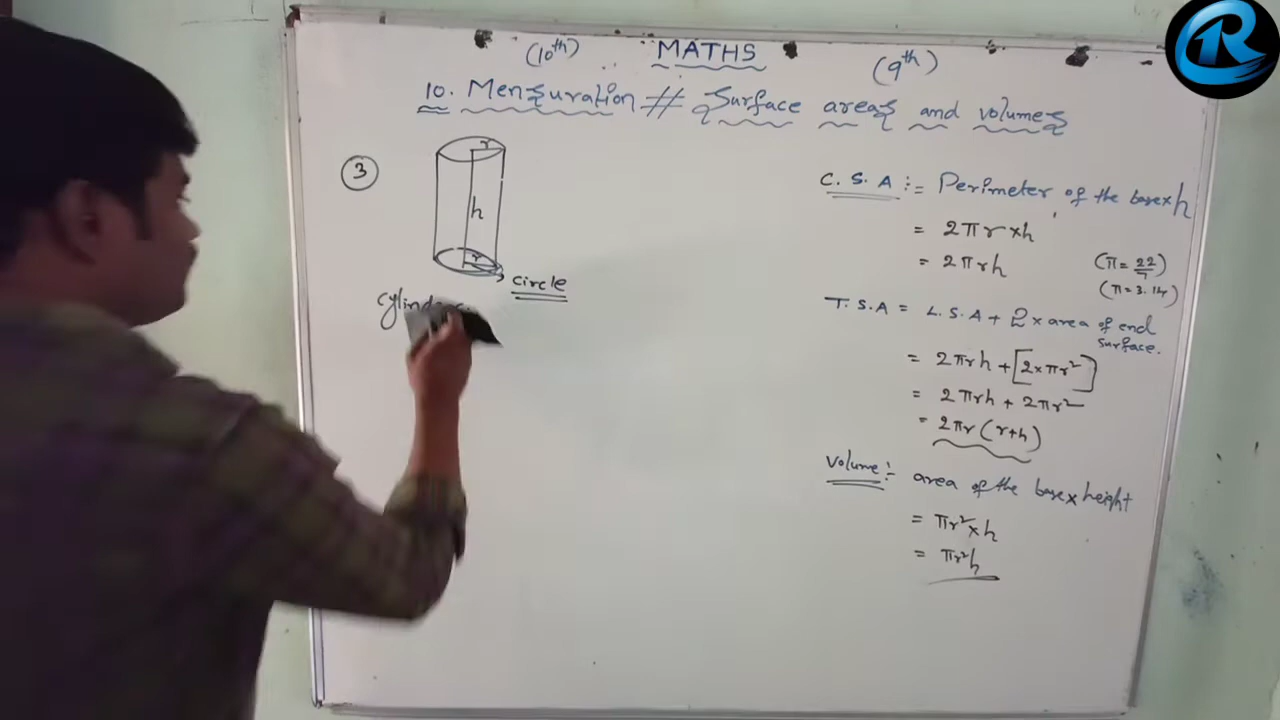 (10th) MATHS (9th)
10. Mensuration # Surface areas and volumes
3
r
h
r
circle
cylinder
C.S.A := Perimeter of the base×h
= 2πr×h
= 2πrh
(π=22/7)
(π=3.14)
T.S.A = L.S.A + 2×area of end surface.
= 2πrh+[2×πr²]
= 2πrh+2πr²
= 2πr(r+h)
Volume:- area of the base×height
= πr²×h
= πr²h
R